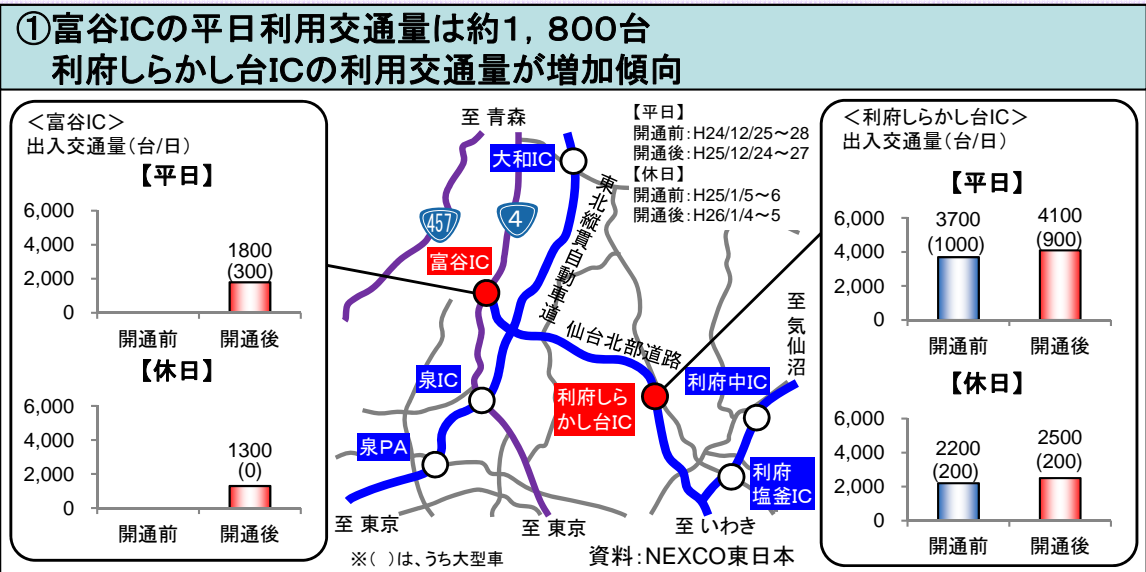 ①富谷ICの平日利用交通量は約1，800台
利府しらかし台ICの利用交通量が増加傾向
＜富谷IC＞
出入交通量(台/日)
【平日】
6,000
4,000
2,000
0
1800
(300)
開通前
開通後
【休日】
6,000
4,000
2,000
0
1300
(0)
開通前
開通後
至 青森
大和IC
【平日】
開通前：H24/12/25～28
開通後：H25/12/24～27
【休日】
開通前：H25/1/5～6
開通後：H26/1/4～5
457
4
東北縦貫自動車道
富谷IC
仙台北部道路
至 気仙沼
泉IC
利府しら
かし台IC
利府中IC
泉PA
利府
塩釜IC
至 東京
至 東京
至 いわき
※( )は、うち大型車
資料：NEXCO東日本
＜利府しらかし台IC＞
出入交通量(台/日)
【平日】
6,000
4,000
2,000
0
3700
(1000)
4100
(900)
開通前
開通後
【休日】
6,000
4,000
2,000
0
2200
(200)
2500
(200)
開通前
開通後